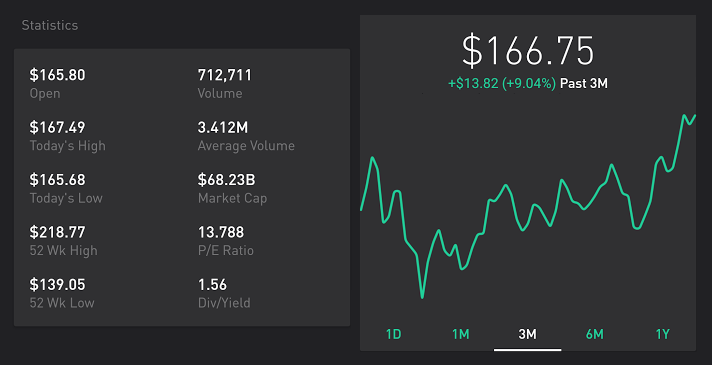 Statistics
$165.80 712,711
Open Volume
$167.49 3.412M
Today's High Average Volume
$165.68 $68.23B
Today's Low Market Cap
$218.77 13.788
52 Wk High P/E Ratio
$139.05 1.56
52 Wk Low Div/Yield
$166.75
+$13.82 (+9.04%) Past 3M
1D 1M 3M 6M 1Y